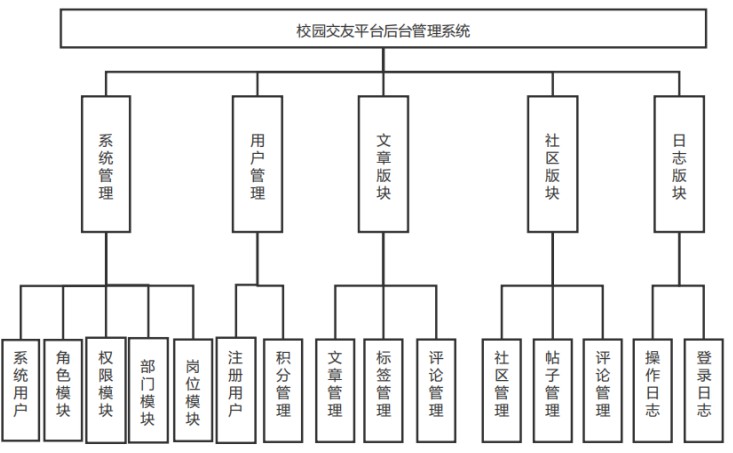 校园交友平台后台管理系统
系统管理
用户管理
文章版块
社区版块
日志版块
系统用户
角色模块
权限模块
部门模块
岗位模块
注册用户
积分管理
文章管理
标签管理
评论管理
社区管理
帖子管理
评论管理
操作日志
登录日志